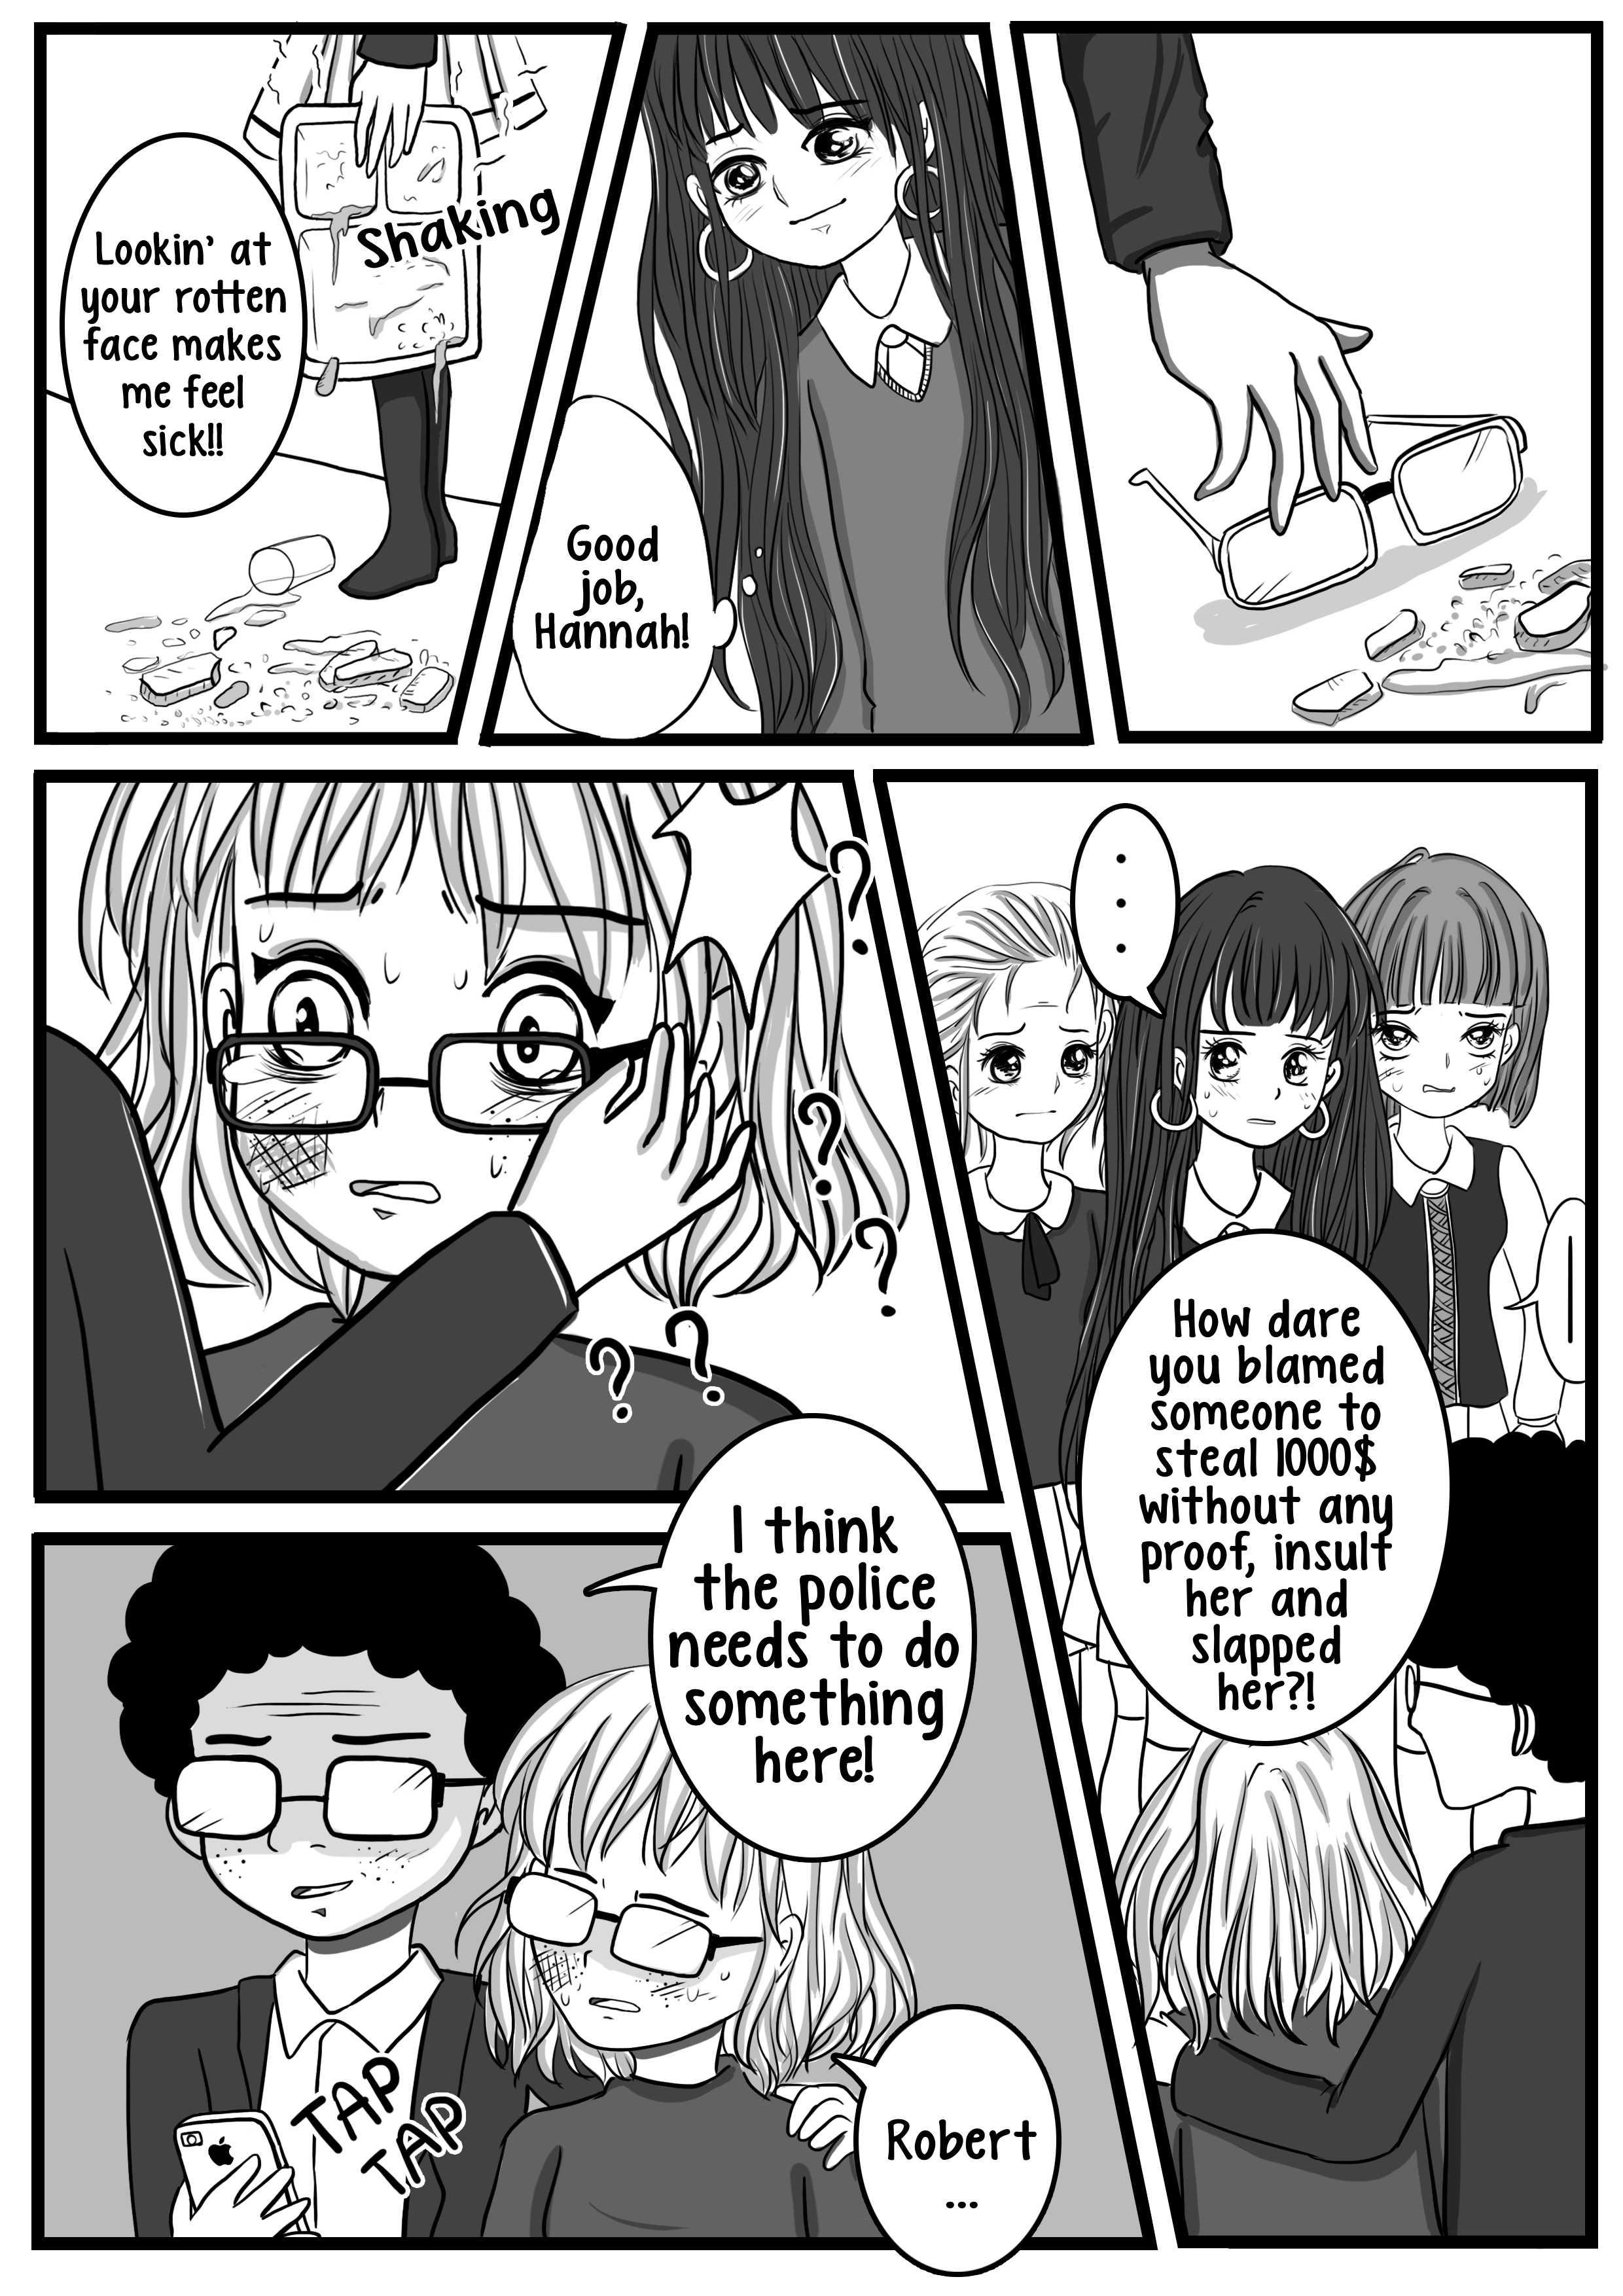 Lookin' at
your rotten
face makes
me feel
sick!!
Shaking
Good
job,
Hannah!
?
?
?
?
?
...
How dare
you blamed
someone to
steal 1000$
without any
proof, insult
her and
slapped
her?!
I think
the police
needs to do
something
here!
TAP
TAP
Robert
...